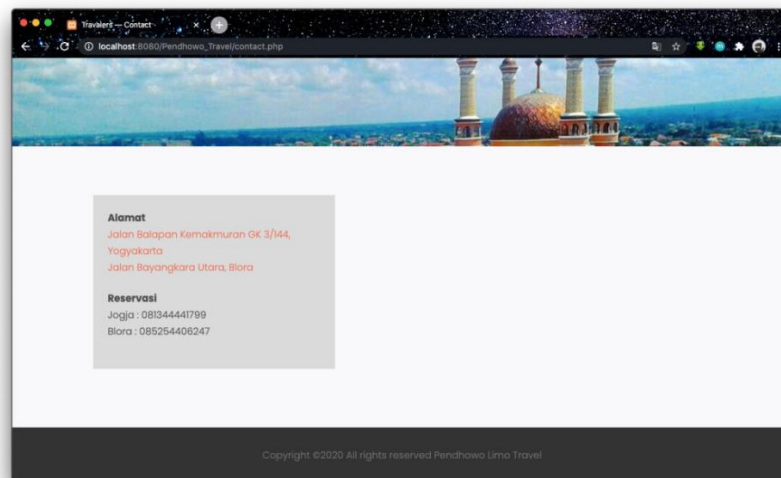 Travalers — Contact
localhost:8080/Pendhowo_Travel/contact.php
Alamat
Jalan Balapan Kemakmuran GK 3/144,
Yogyakarta
Jalan Bayangkara Utara, Blora
Reservasi
Jogja : 081344441799
Blora : 085254406247
Copyright ©2020 All rights reserved Pendhowo Limo Travel